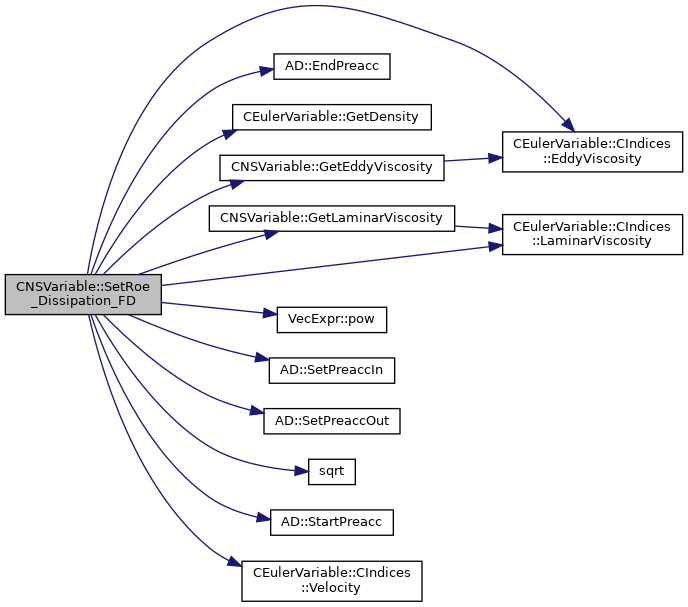 AD::EndPreacc
CEulerVariable::GetDensity
CEulerVariable::CIndices
::EddyViscosity
CNSVariable::GetEddyViscosity
CNSVariable::GetLaminarViscosity
CEulerVariable::CIndices
::LaminarViscosity
CNSVariable::SetRoe
_Dissipation_FD
VecExpr::pow
AD::SetPreaccIn
AD::SetPreaccOut
sqrt
AD::StartPreacc
CEulerVariable::CIndices
::Velocity